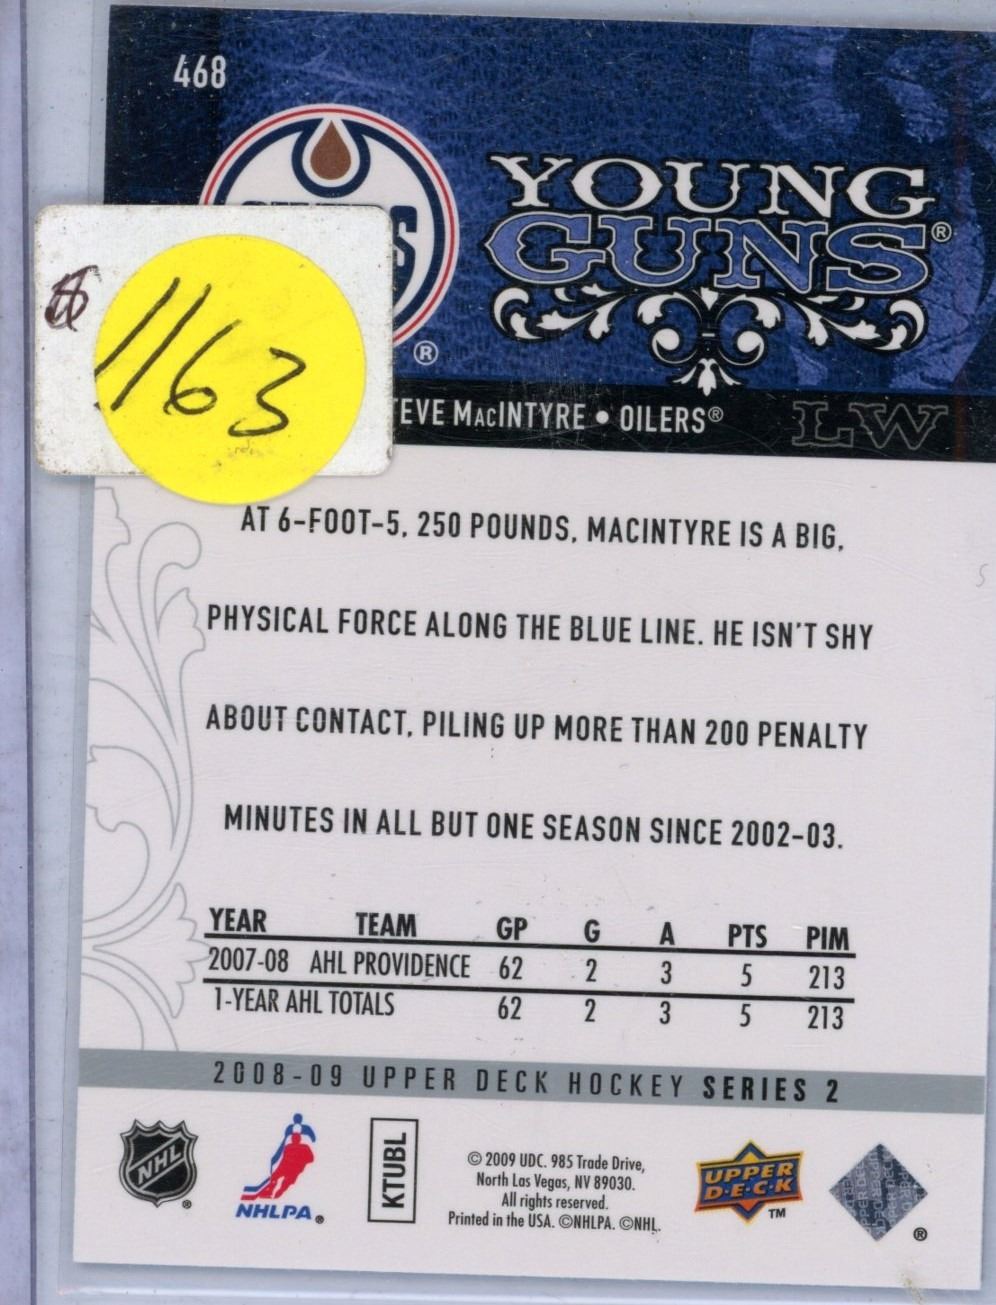 468
YOUNG
GUNS®
$ 1163
®
TEVE MACINTYRE • OILERS® LW
AT 6-FOOT-5, 250 POUNDS, MACINTYRE IS A BIG,
PHYSICAL FORCE ALONG THE BLUE LINE. HE ISN'T SHY
ABOUT CONTACT, PILING UP MORE THAN 200 PENALTY
MINUTES IN ALL BUT ONE SEASON SINCE 2002-03.
YEAR TEAM GP G A PTS PIM
2007-08 AHL PROVIDENCE 62 2 3 5 213
1-YEAR AHL TOTALS 62 2 3 5 213
2008-09 UPPER DECK HOCKEY SERIES 2
NHL ®
NHLPA®
KTUBL
© 2009 UDC. 985 Trade Drive,
North Las Vegas, NV 89030.
All rights reserved.
Printed in the USA. ©NHLPA. ©NHL.
UPPER
D·E·C·K
™
®